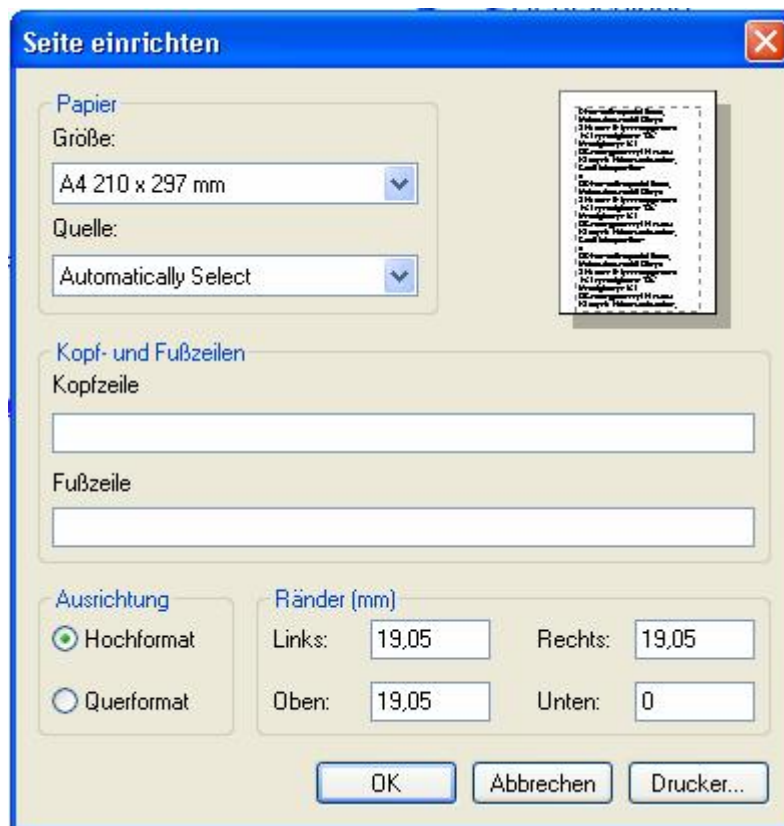 Seite einrichten
Papier
Größe:
A4 210 x 297 mm
Quelle:
Automatically Select
Kopf- und Fußzeilen
Kopfzeile
Fußzeile
Ausrichtung
Hochformat
Querformat
Ränder (mm)
Links: 19,05 Rechts: 19,05
Oben: 19,05 Unten: 0
OK Abbrechen Drucker...